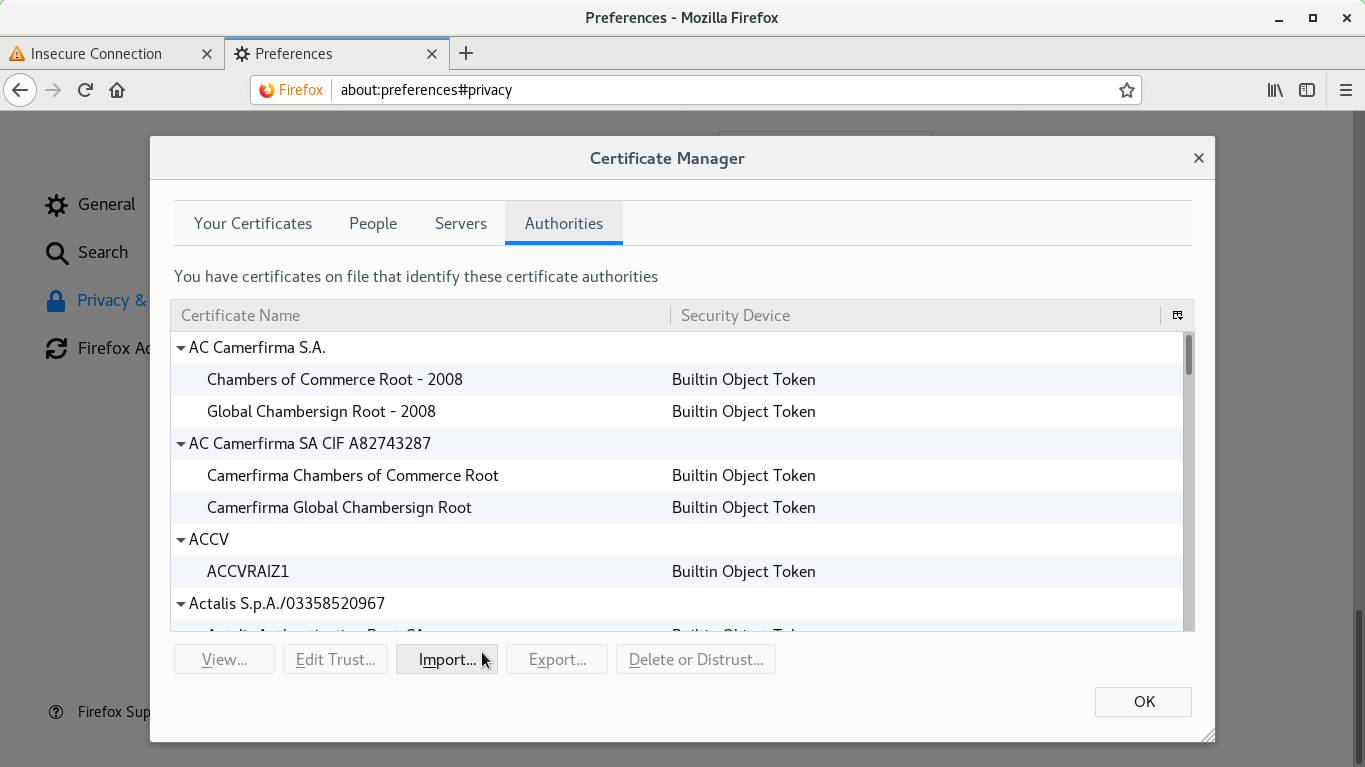 Preferences - Mozilla Firefox
Insecure Connection
Preferences
Firefox
about:preferences#privacy
Certificate Manager
General
Search
Privacy &
Firefox Ac
Your Certificates
People
Servers
Authorities
You have certificates on file that identify these certificate authorities
Certificate Name
Security Device
AC Camerfirma S.A.
Chambers of Commerce Root - 2008
Builtin Object Token
Global Chambersign Root - 2008
Builtin Object Token
AC Camerfirma SA CIF A82743287
Camerfirma Chambers of Commerce Root
Builtin Object Token
Camerfirma Global Chambersign Root
Builtin Object Token
ACCV
ACCVRAIZ1
Builtin Object Token
Actalis S.p.A./03358520967
View...
Edit Trust...
Import...
Export...
Delete or Distrust...
OK
Firefox Sup